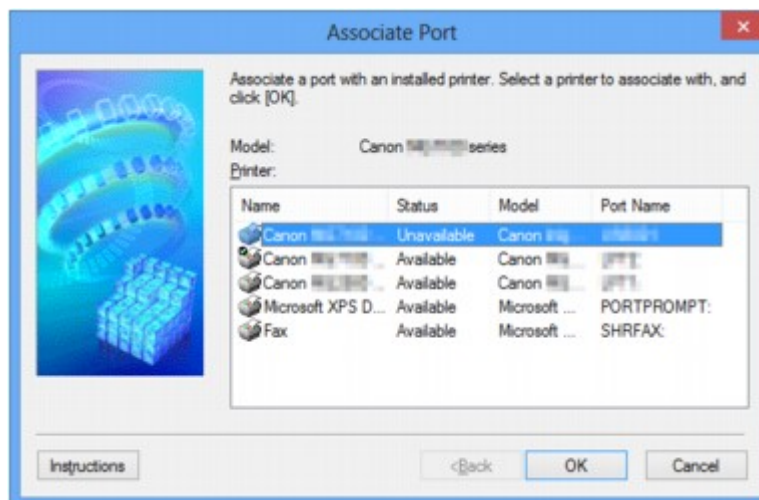 Associate Port
Associate a port with an installed printer. Select a printer to associate with, and
click [OK].
Model: Canon series
Printer:
Name Status Model Port Name
Canon ... Unavailable Canon ...
Canon ... Available Canon ...
Canon ... Available Canon ...
Microsoft XPS D... Available Microsoft ... PORTPROMPT:
Fax Available Microsoft ... SHRFAX:
Instructions <Back OK Cancel